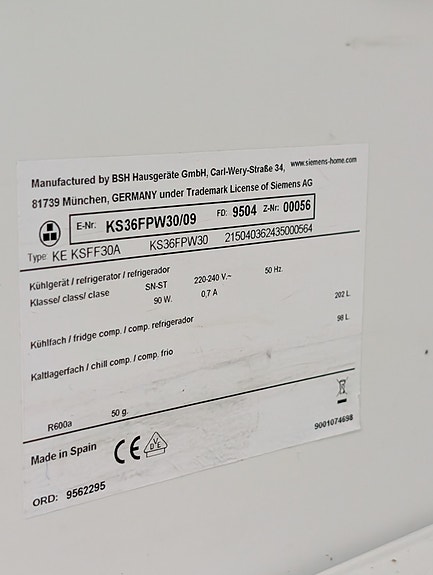 Manufactured by BSH Hausgeräte GmbH, Carl-Wery-Straße 34, www.siemens-home.com
81739 München, GERMANY under Trademark License of Siemens AG
E-Nr: KS36FPW30/09 FD: 9504 Z-Nr: 00056
Type: KE KSFF30A KS36FPW30 215040362435000564
Kühlgerät / refrigerator / refrigerador
Klasse/ class/ clase SN-ST 220-240 V~ 50 Hz.
90 W. 0,7 A
202 L
Kühlfach / fridge comp. / comp. refrigerador
98 L
Kaltlagerfach / chill comp. / comp. frio
R600a 50 g.
Made in Spain CE VDE
9001074698
ORD: 9562295